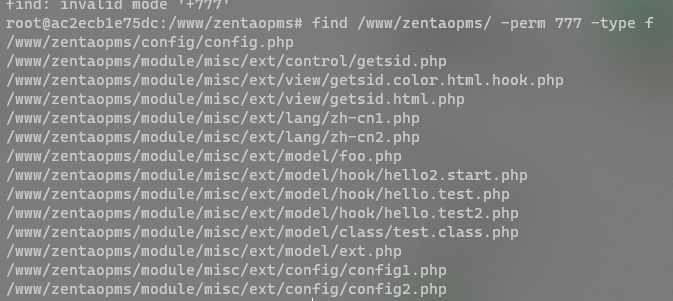 find: invalid mode '+777'
root@ac2ecb1e75dc:/www/zentaopms# find /www/zentaopms/ -perm 777 -type f
/www/zentaopms/config/config.php
/www/zentaopms/module/misc/ext/control/getsid.php
/www/zentaopms/module/misc/ext/view/getsid.color.html.hook.php
/www/zentaopms/module/misc/ext/view/getsid.html.php
/www/zentaopms/module/misc/ext/lang/zh-cn1.php
/www/zentaopms/module/misc/ext/lang/zh-cn2.php
/www/zentaopms/module/misc/ext/model/foo.php
/www/zentaopms/module/misc/ext/model/hook/hello2.start.php
/www/zentaopms/module/misc/ext/model/hook/hello.test.php
/www/zentaopms/module/misc/ext/model/hook/hello.test2.php
/www/zentaopms/module/misc/ext/model/class/test.class.php
/www/zentaopms/module/misc/ext/model/ext.php
/www/zentaopms/module/misc/ext/config/config1.php
/www/zentaopms/module/misc/ext/config/config2.php